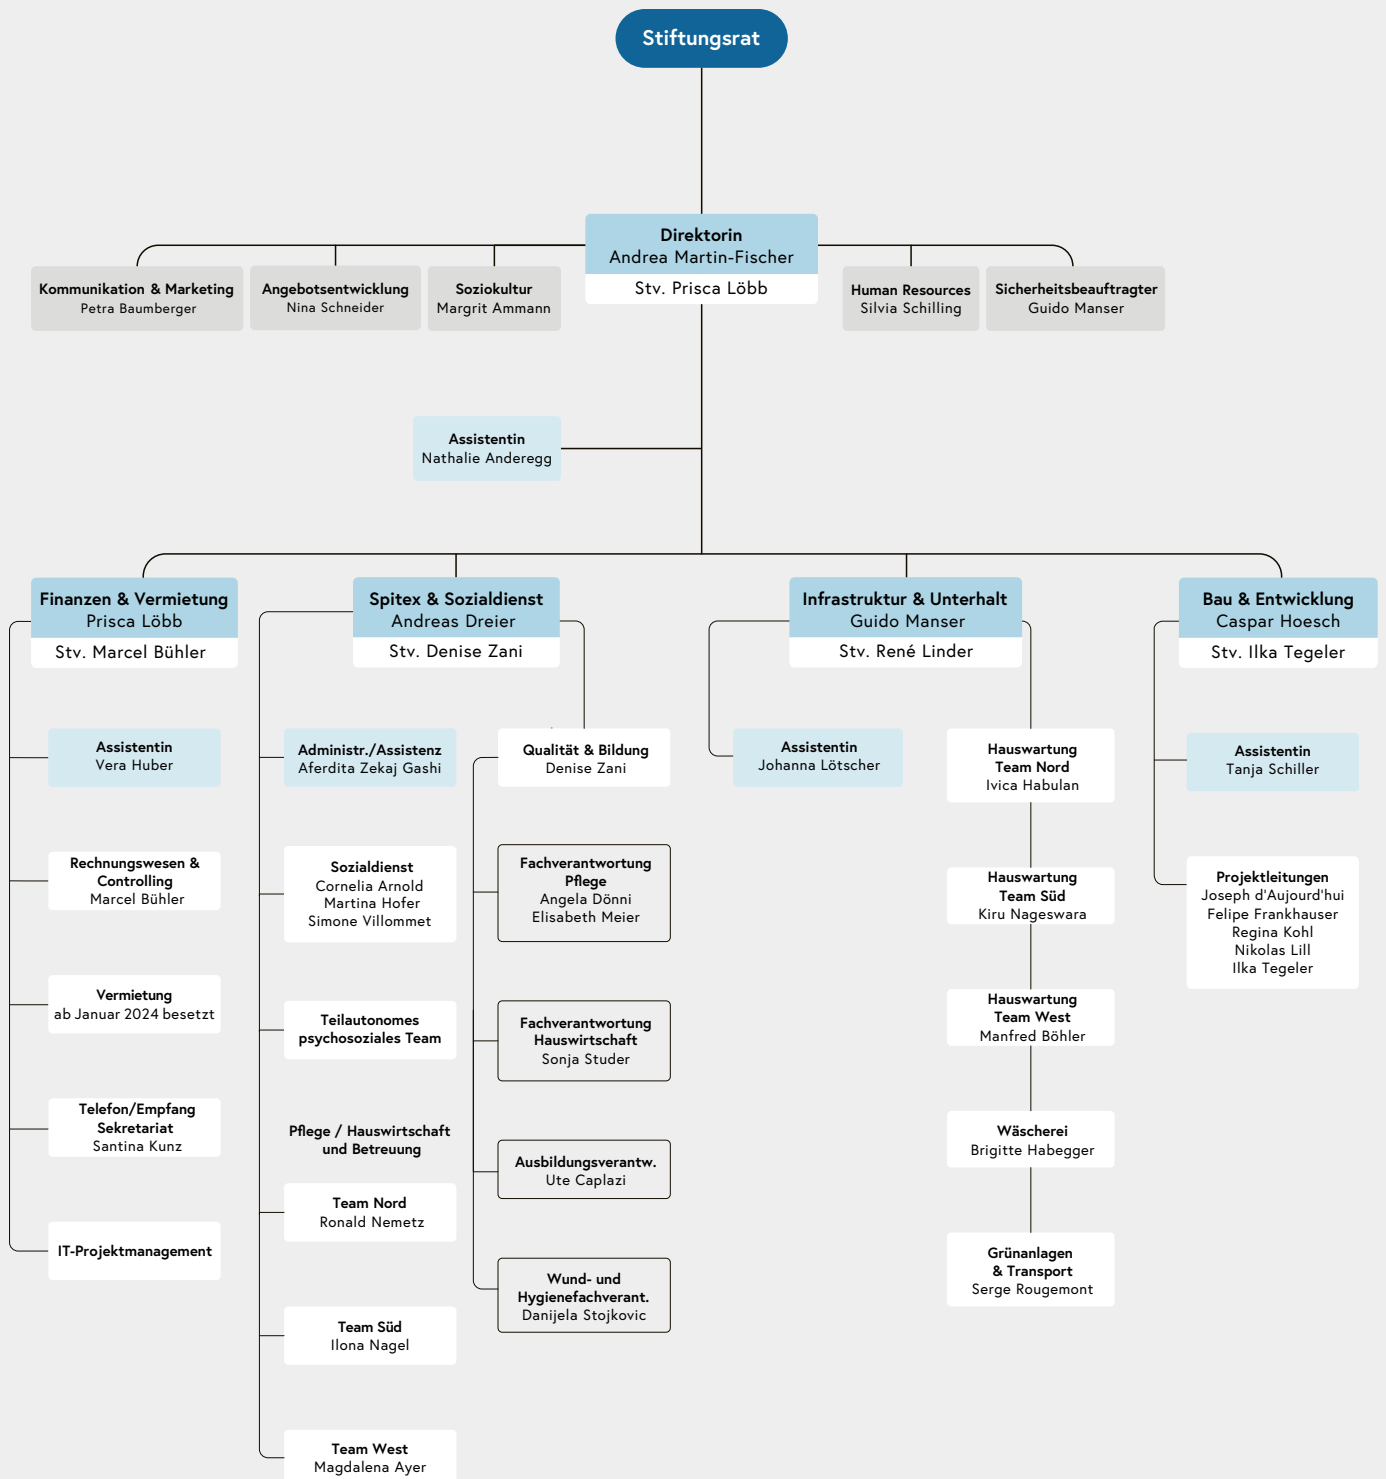 Stiftungsrat
Direktorin
Andrea Martin-Fischer
Stv. Prisca Löbb
Kommunikation & Marketing
Petra Baumberger
Angebotsentwicklung
Nina Schneider
Soziokultur
Margrit Ammann
Human Resources
Silvia Schilling
Sicherheitsbeauftragter
Guido Manser
Assistentin
Nathalie Anderegg
Finanzen & Vermietung
Prisca Löbb
Stv. Marcel Bühler
Assistentin
Vera Huber
Rechnungswesen &
Controlling
Marcel Bühler
Vermietung
ab Januar 2024 besetzt
Telefon/Empfang
Sekretariat
Santina Kunz
IT-Projektmanagement
Spitex & Sozialdienst
Andreas Dreier
Stv. Denise Zani
Administr./Assistenz
Aferdita Zekaj Gashi
Sozialdienst
Cornelia Arnold
Martina Hofer
Simone Villommet
Teilautonomes
psychosoziales Team
Pflege / Hauswirtschaft
und Betreuung
Team Nord
Ronald Nemetz
Team Süd
Ilona Nagel
Team West
Magdalena Ayer
Qualität & Bildung
Denise Zani
Fachverantwortung
Pflege
Angela Dönni
Elisabeth Meier
Fachverantwortung
Hauswirtschaft
Sonja Studer
Ausbildungsverantw.
Ute Caplazi
Wund- und
Hygienefachverant.
Danijela Stojkovic
Infrastruktur & Unterhalt
Guido Manser
Stv. René Linder
Assistentin
Johanna Lötscher
Hauswartung
Team Nord
Ivica Habulan
Hauswartung
Team Süd
Kiru Nageswara
Hauswartung
Team West
Manfred Böhler
Wäscherei
Brigitte Habegger
Grünanlagen
& Transport
Serge Rougemont
Bau & Entwicklung
Caspar Hoesch
Stv. Ilka Tegeler
Assistentin
Tanja Schiller
Projektleitungen
Joseph d'Aujourd'hui
Felipe Frankhauser
Regina Kohl
Nikolas Lill
Ilka Tegeler